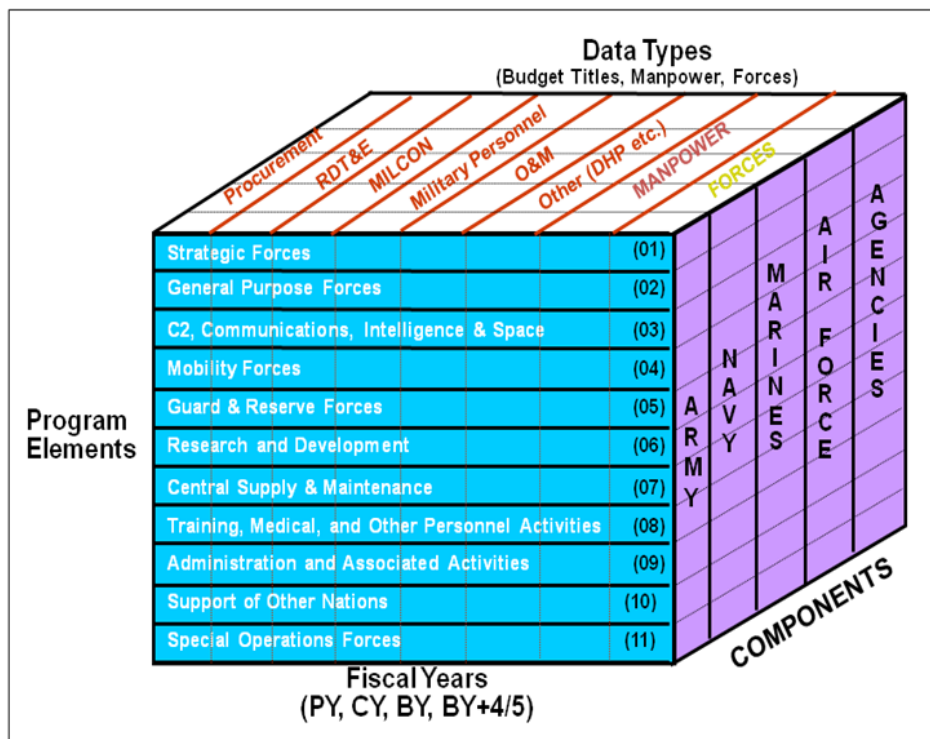 Data Types
(Budget Titles, Manpower, Forces)
Procurement
RDT&E
MILCON
Military Personnel
O&M
Other (DHP etc.)
MANPOWER
FORCES
Strategic Forces (01)
General Purpose Forces (02)
C2, Communications, Intelligence & Space (03)
Mobility Forces (04)
Guard & Reserve Forces (05)
Research and Development (06)
Central Supply & Maintenance (07)
Training, Medical, and Other Personnel Activities (08)
Administration and Associated Activities (09)
Support of Other Nations (10)
Special Operations Forces (11)
Program
Elements
ARMY
NAVY
MARINES
AIR FORCE
AGENCIES
COMPONENTS
Fiscal Years
(PY, CY, BY, BY+4/5)